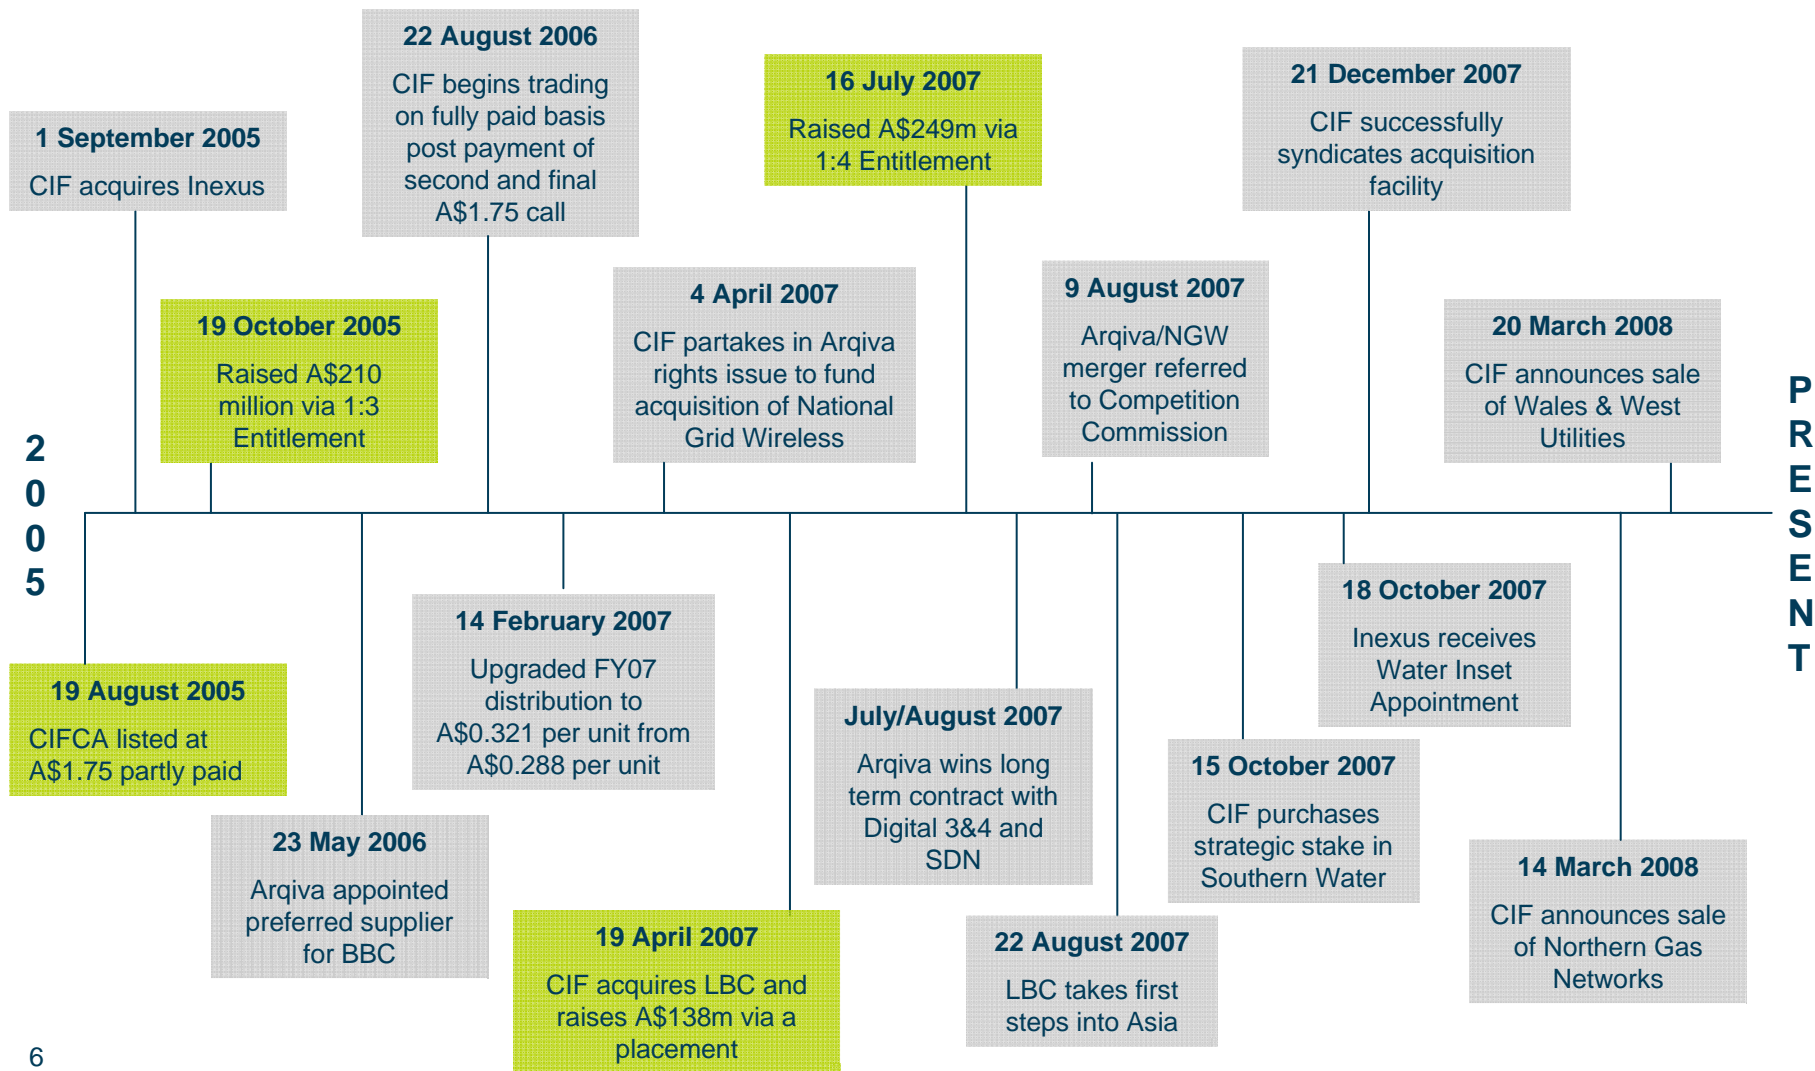 22 August 2006
CIF begins trading
on fully paid basis
post payment of
second and final
A$1.75 call
16 July 2007
Raised A$249m via
1:4 Entitlement
21 December 2007
CIF successfully
syndicates acquisition
facility
1 September 2005
CIF acquires Inexus
19 October 2005
Raised A$210
million via 1:3
Entitlement
4 April 2007
CIF partakes in Arqiva
rights issue to fund
acquisition of National
Grid Wireless
9 August 2007
Arqiva/NGW
merger referred
to Competition
Commission
20 March 2008
CIF announces sale
of Wales & West
Utilities
2
0
0
5
P
R
E
S
E
N
T
19 August 2005
CIFCA listed at
A$1.75 partly paid
23 May 2006
Arqiva appointed
preferred supplier
for BBC
14 February 2007
Upgraded FY07
distribution to
A$0.321 per unit from
A$0.288 per unit
19 April 2007
CIF acquires LBC and
raises A$138m via a
placement
July/August 2007
Arqiva wins long
term contract with
Digital 3&4 and
SDN
22 August 2007
LBC takes first
steps into Asia
15 October 2007
CIF purchases
strategic stake in
Southern Water
18 October 2007
Inexus receives
Water Inset
Appointment
14 March 2008
CIF announces sale
of Northern Gas
Networks
6